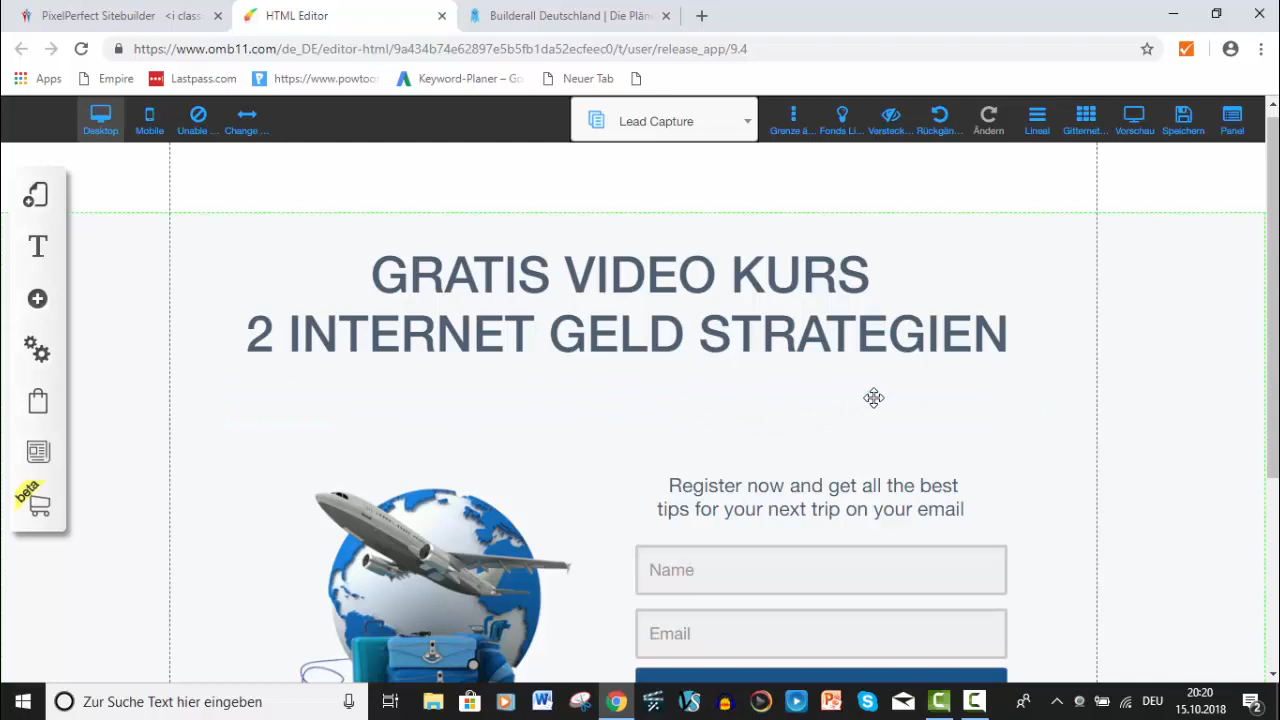 PixelPerfect Sitebuilder <i class
HTML Editor
Builderall Deutschland | Die Plän
https://www.omb11.com/de_DE/editor-html/9a434b74e62897e5b5fb1da52ecfeec0/t/user/release_app/9.4
Apps
Empire
Lastpass.com
https://www.powtoor
Keyword-Planer – Go
Neuer Tab
Desktop
Mobile
Unable ...
Change ...
Lead Capture
Grenze ä...
Fonds Li...
Versteck...
Rückgän...
Ändern
Lineal
Gitternet...
Vorschau
Speichern
Panel
beta
GRATIS VIDEO KURS
2 INTERNET GELD STRATEGIEN
Register now and get all the best
tips for your next trip on your email
Name
Email
Zur Suche Text hier eingeben
DEU
20:20
15.10.2018
2